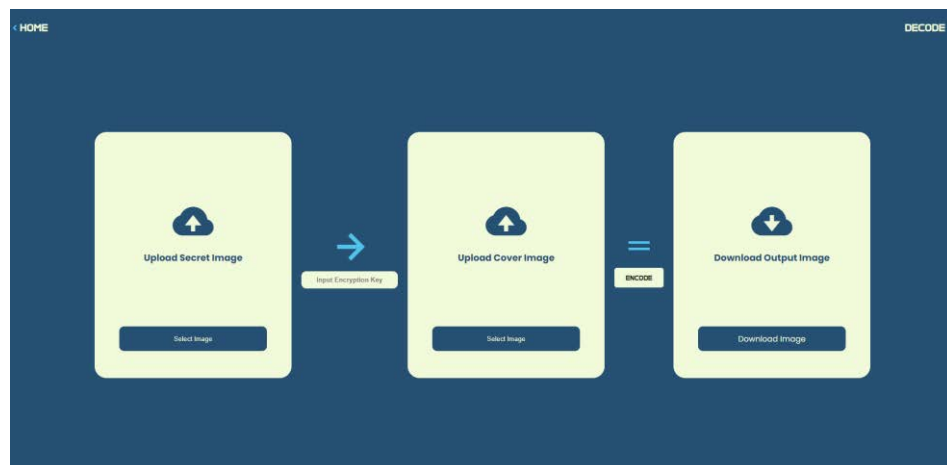 < HOME
DECODE
Upload Secret Image
Select Image
Input Encryption Key
Upload Cover Image
Select Image
ENCODE
Download Output Image
Download Image